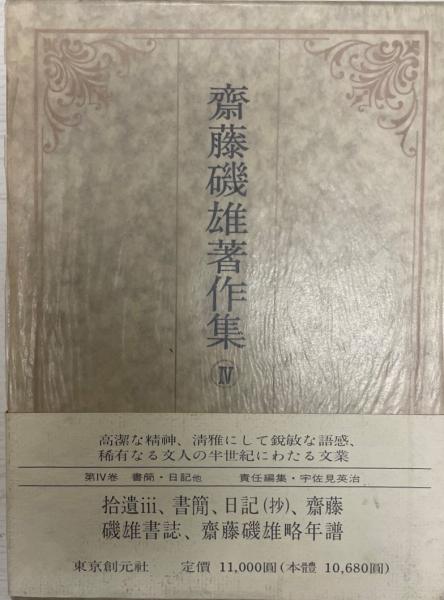 齋藤磯雄著作集 Ⅳ
高潔な精神、清雅にして鋭敏な語感、
稀有なる文人の半世紀にわたる文業
第Ⅳ巻 書簡・日記他 責任編集・宇佐見英治
拾遺iii、書簡、日記(抄)、齋藤
磯雄書誌、齋藤磯雄略年譜
東京創元社 定價 11,000圓(本體 10,680圓)